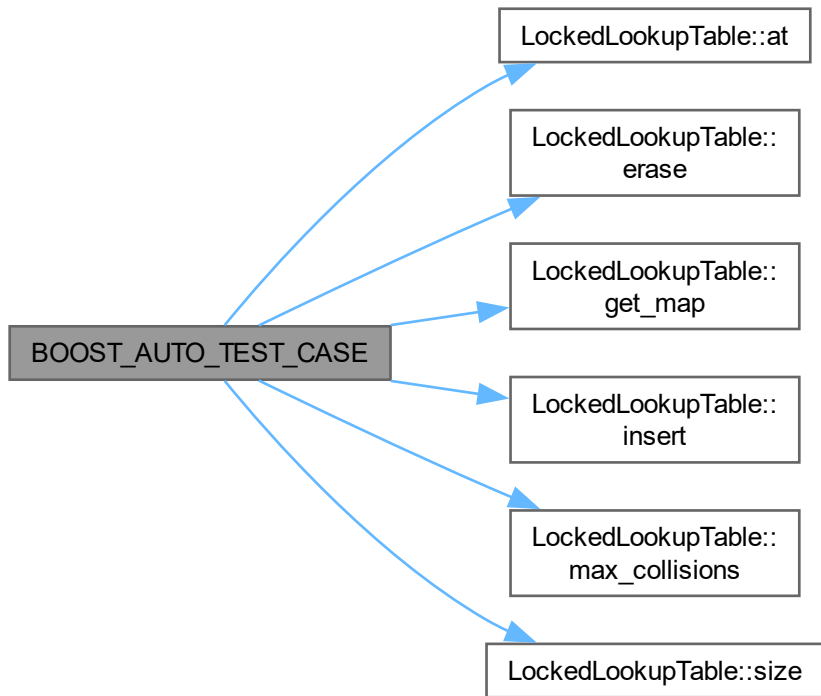 LockedLookupTable::at
LockedLookupTable::
erase
LockedLookupTable::
get_map
BOOST_AUTO_TEST_CASE
LockedLookupTable::
insert
LockedLookupTable::
max_collisions
LockedLookupTable::size